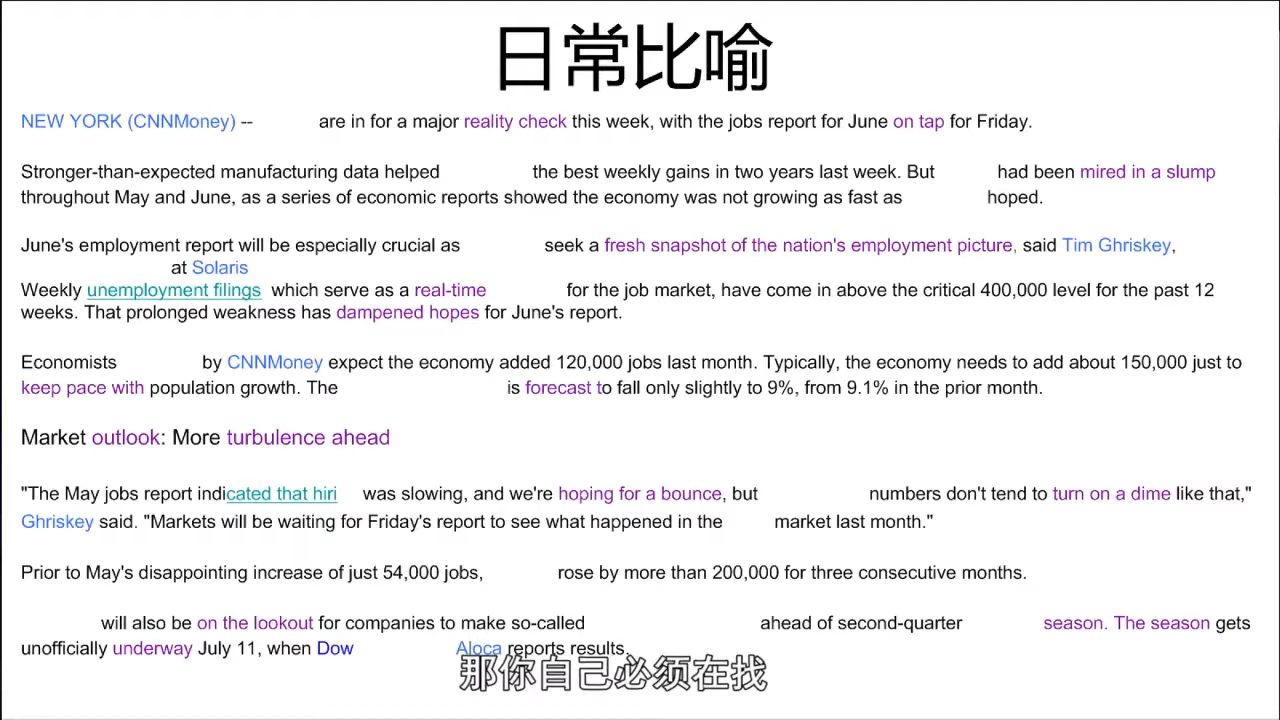 日常比喻
NEW YORK (CNNMoney) -- are in for a major reality check this week, with the jobs report for June on tap for Friday.
Stronger-than-expected manufacturing data helped the best weekly gains in two years last week. But had been mired in a slump
throughout May and June, as a series of economic reports showed the economy was not growing as fast as hoped.
June's employment report will be especially crucial as seek a fresh snapshot of the nation's employment picture, said Tim Ghriskey,
at Solaris
Weekly unemployment filings which serve as a real-time for the job market, have come in above the critical 400,000 level for the past 12
weeks. That prolonged weakness has dampened hopes for June's report.
Economists by CNNMoney expect the economy added 120,000 jobs last month. Typically, the economy needs to add about 150,000 just to
keep pace with population growth. The is forecast to fall only slightly to 9%, from 9.1% in the prior month.
Market outlook: More turbulence ahead
"The May jobs report indicated that hiri was slowing, and we're hoping for a bounce, but numbers don't tend to turn on a dime like that,"
Ghriskey said. "Markets will be waiting for Friday's report to see what happened in the market last month."
Prior to May's disappointing increase of just 54,000 jobs, rose by more than 200,000 for three consecutive months.
will also be on the lookout for companies to make so-called ahead of second-quarter season. The season gets
unofficially underway July 11, when Dow Aloca reports results.
那你自己必须在找